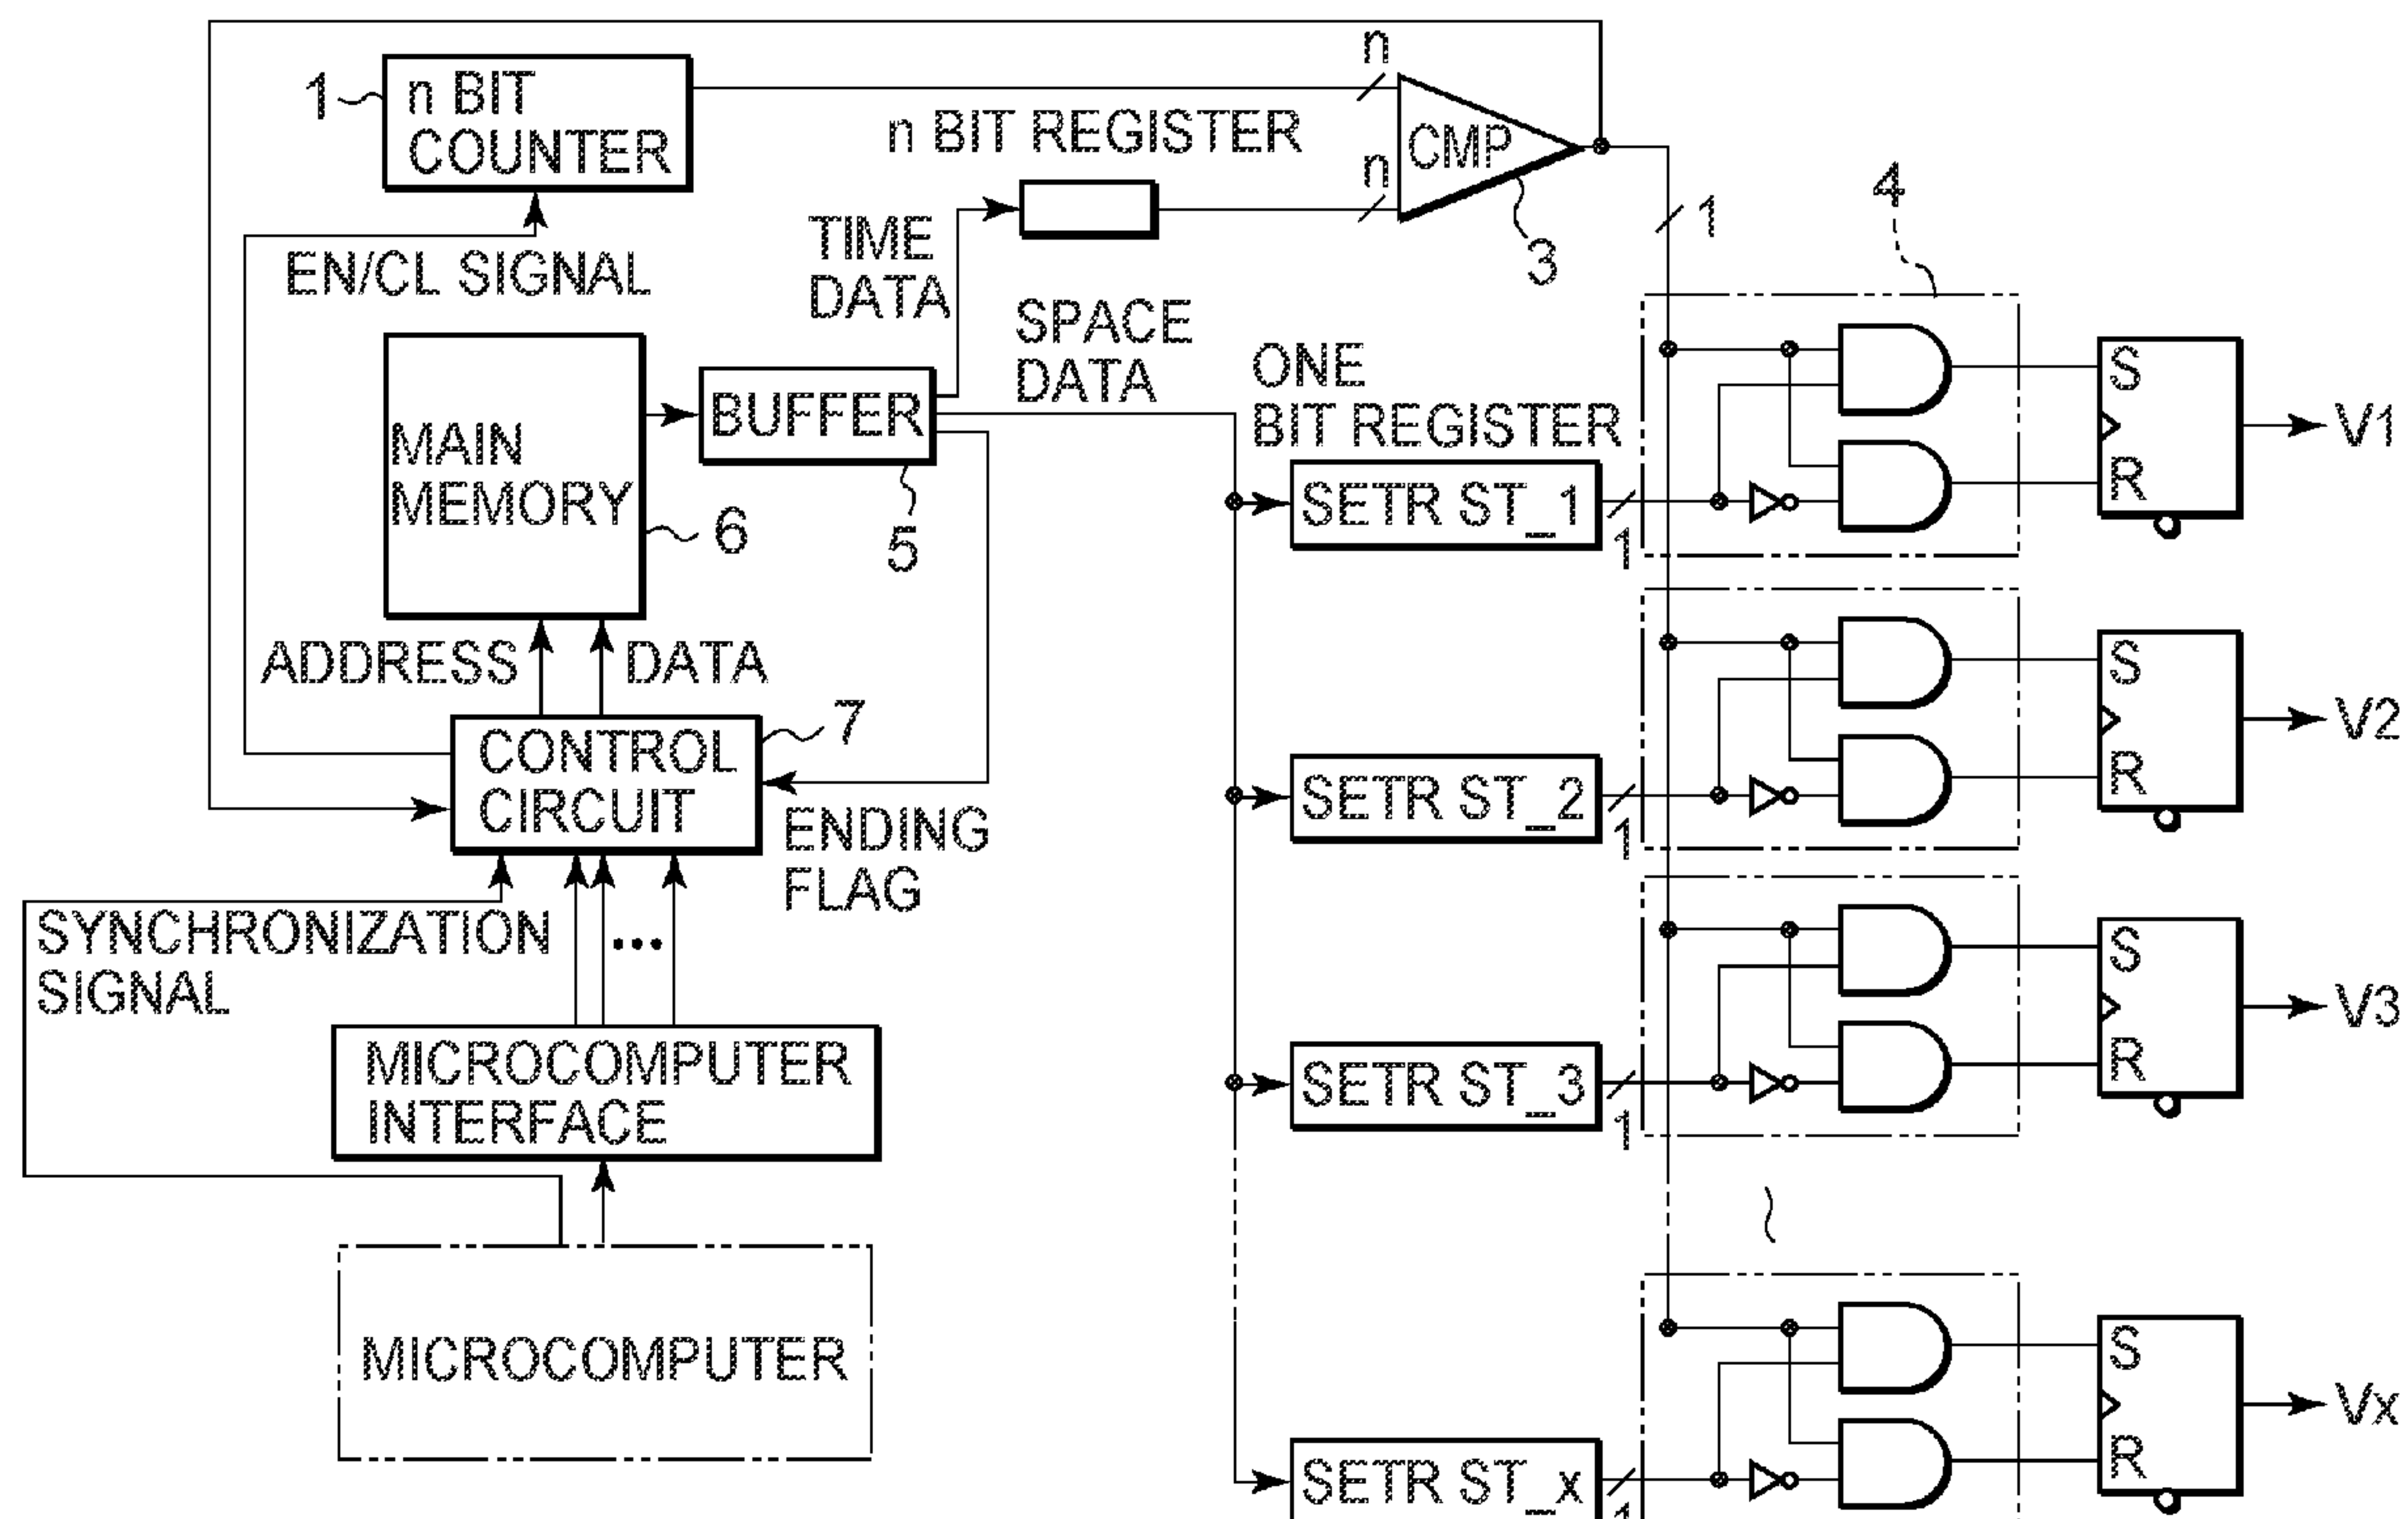 n
1
n BIT
COUNTER
n BIT REGISTER
CMP
n
4
1
TIME
DATA
3
EN/CL SIGNAL
SPACE
DATA
ONE
BIT REGISTER
S
MAIN
MEMORY
BUFFER
V1
R
SETR ST_1
6
5
1
ADDRESS
DATA
S
7
V2
CONTROL
CIRCUIT
SETR ST_2
R
ENDING
FLAG
1
SYNCHRONIZATION
SIGNAL
...
S
V3
MICROCOMPUTER
INTERFACE
SETR ST_3
R
1
MICROCOMPUTER
S
Vx
SETR ST_x
R
1